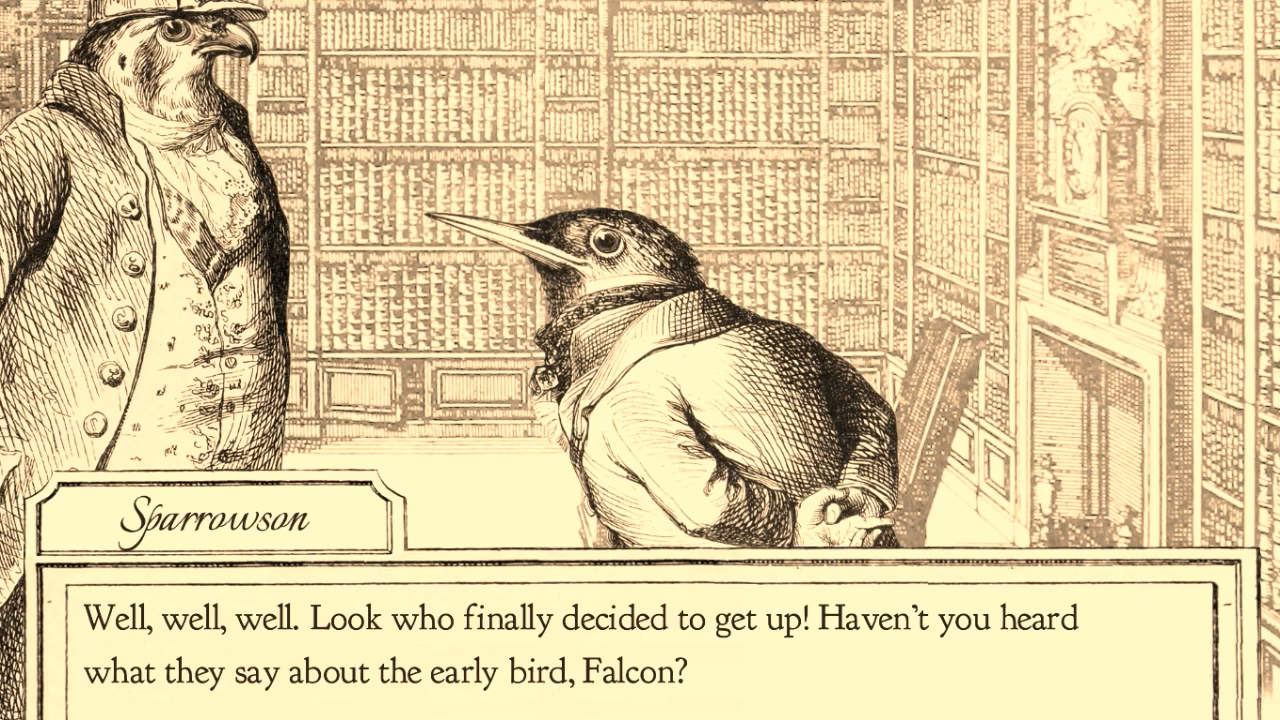 Sparrowson
Well, well, well. Look who finally decided to get up! Haven't you heard
what they say about the early bird, Falcon?